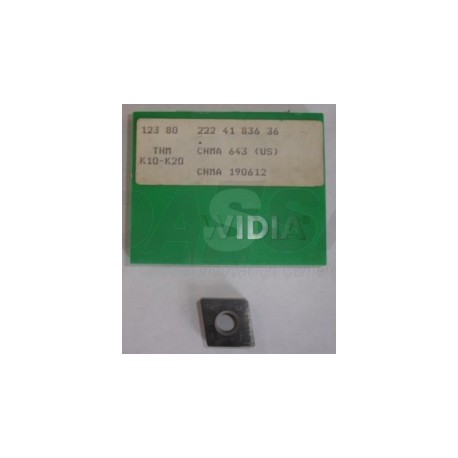 123 80 222 41 836 36
THM CNMA 643 (US)
K10-K20
CNMA 190612
WIDIA